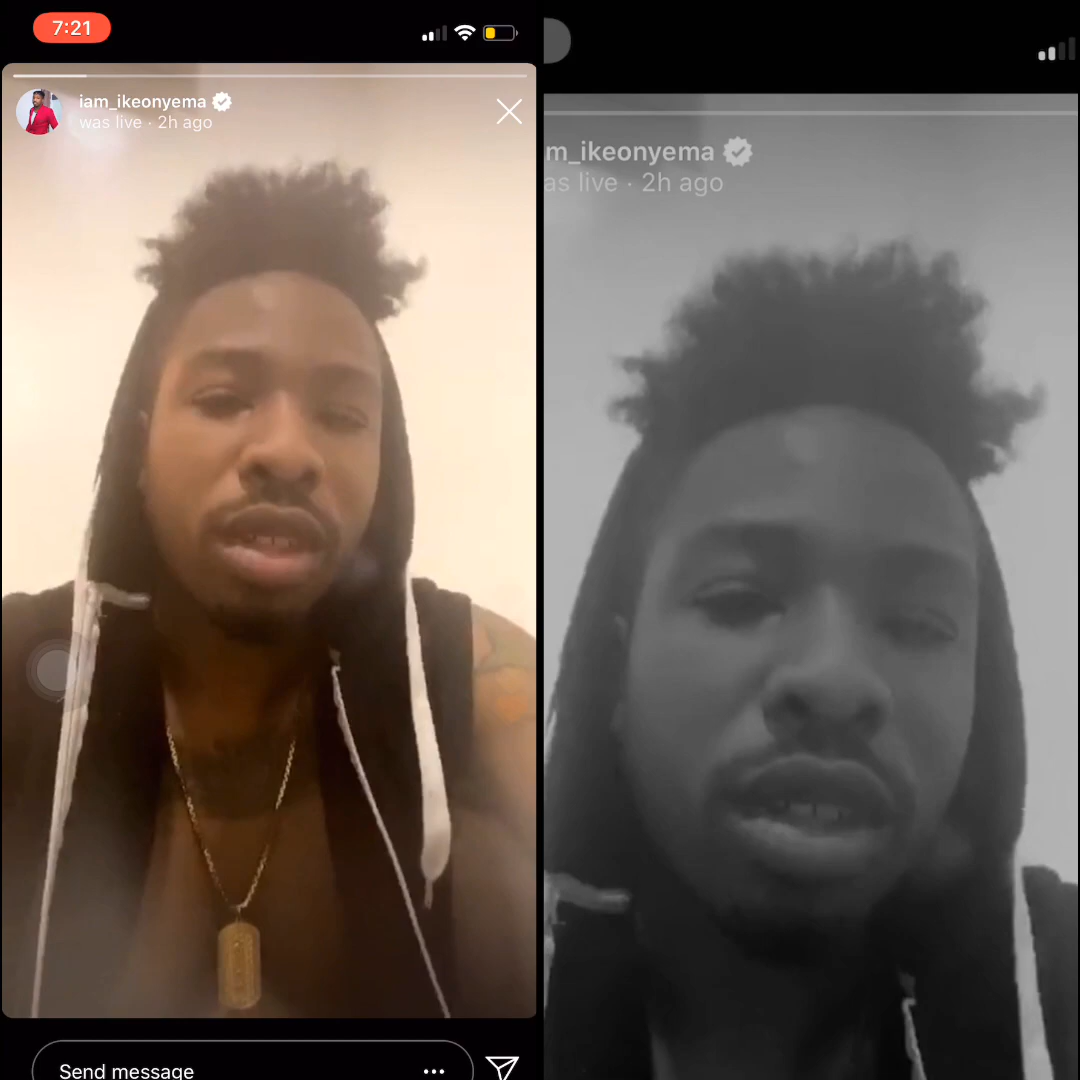 7:21
iam_ikeonyema
was live · 2h ago
Send message
m_ikeonyema
as live · 2h ago